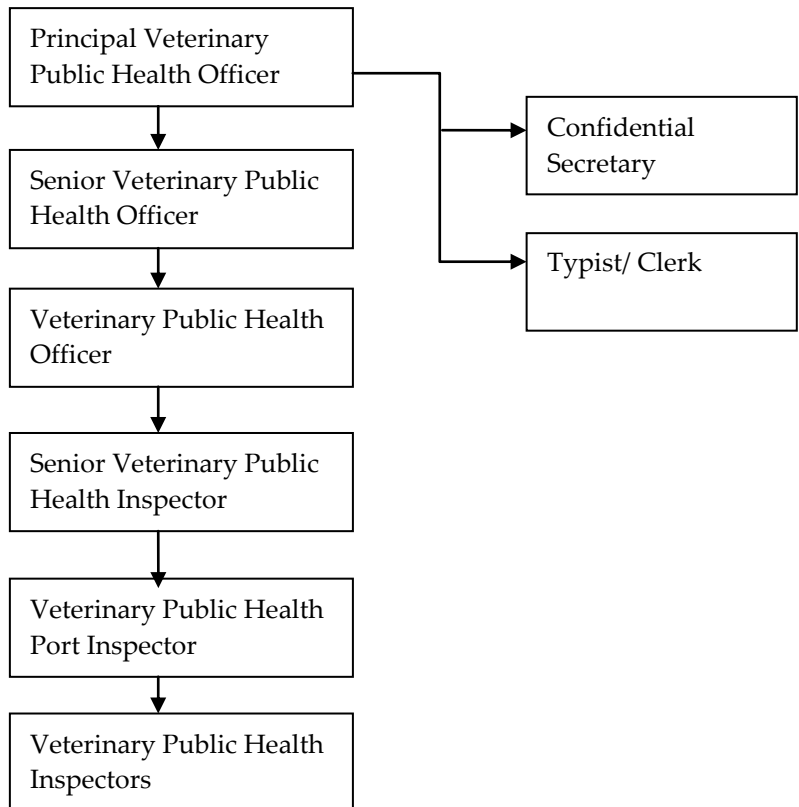 Principal Veterinary
Public Health Officer
Confidential
Secretary
Senior Veterinary Public
Health Officer
Typist/ Clerk
Veterinary Public Health
Officer
Senior Veterinary Public
Health Inspector
Veterinary Public Health
Port Inspector
Veterinary Public Health
Inspectors